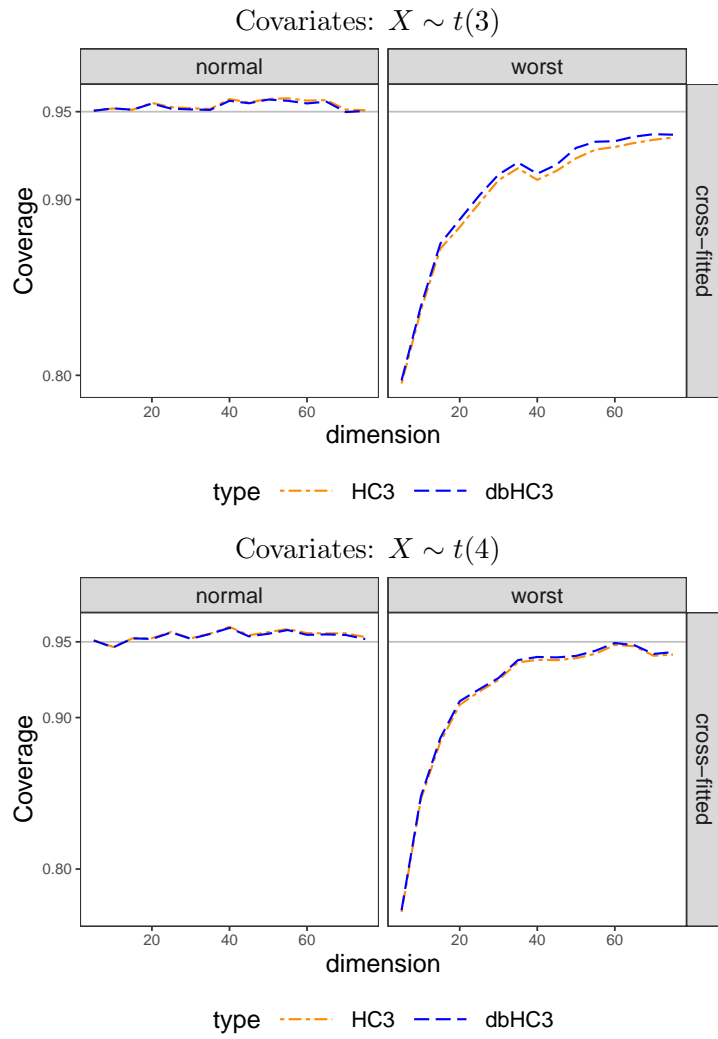 Covariates: X ∼ t(3)
normal
worst
0.95
0.90
0.80
Coverage
cross−fitted
20 40 60
20 40 60
dimension
type HC3 dbHC3
Covariates: X ∼ t(4)
normal
worst
0.95
0.90
0.80
Coverage
cross−fitted
20 40 60
20 40 60
dimension
type HC3 dbHC3